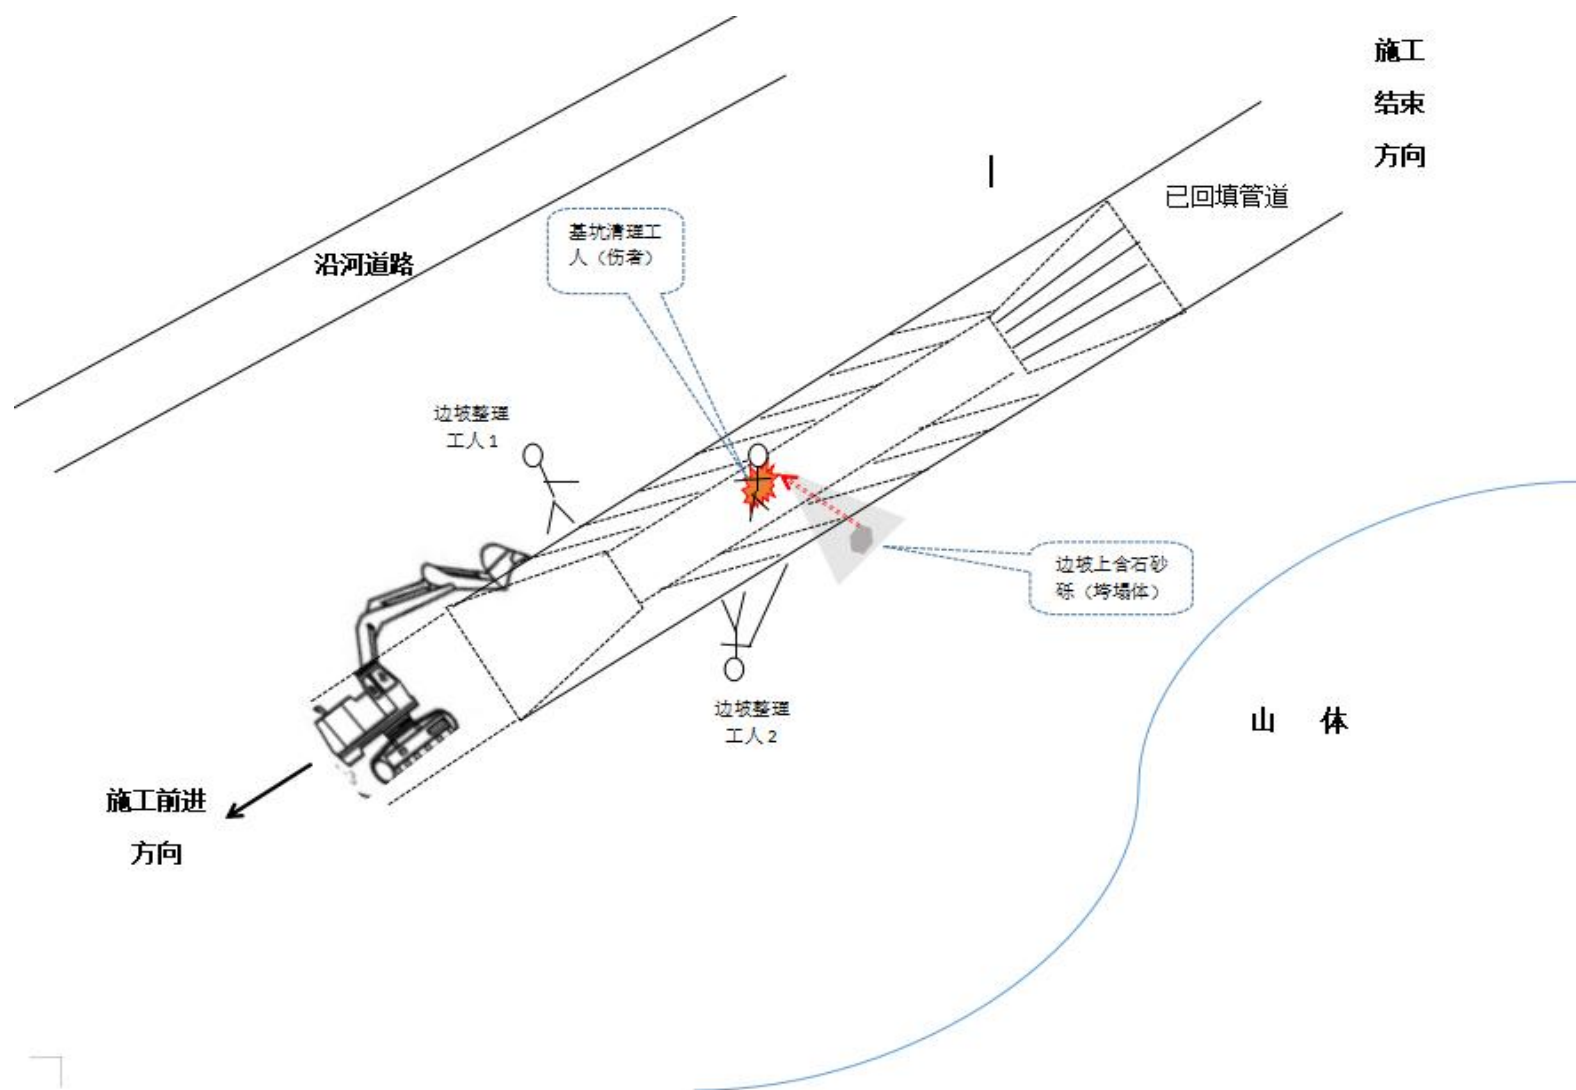 施工
结束
方向
已回填管道
基坑清理工
人（伤者）
沿河道路
边坡整理
工人 1
边坡上含石砂
砾（垮塌体）
边坡整理
工人 2
山 体
施工前进
方向